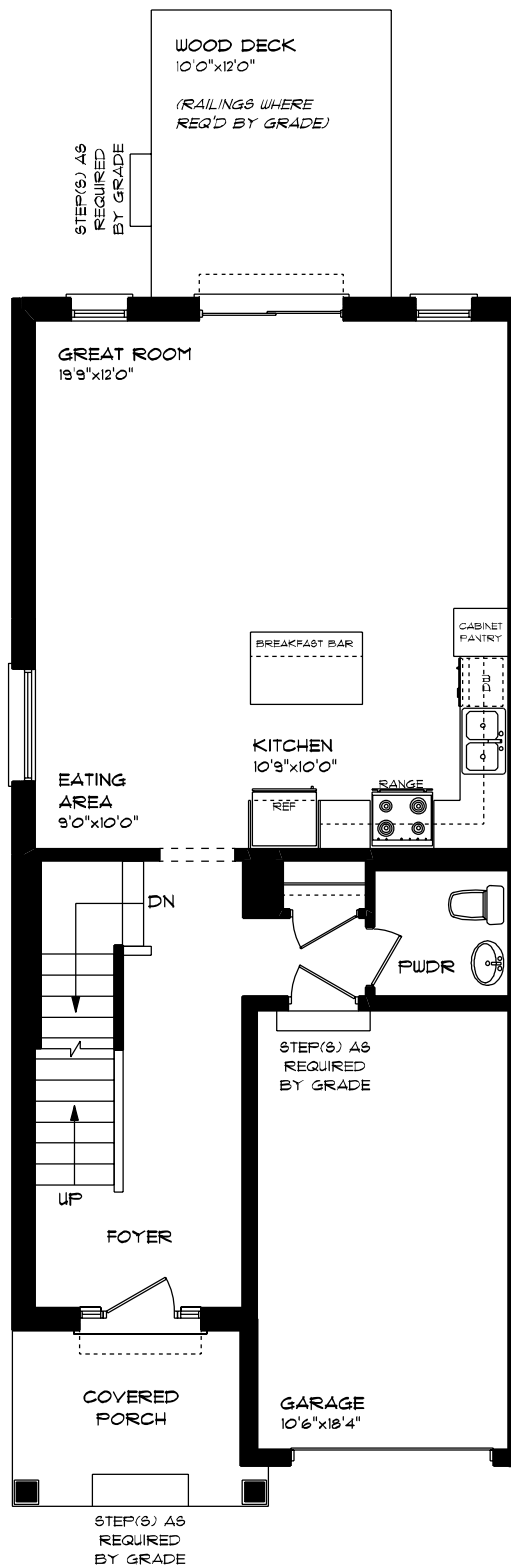 WOOD DECK
10'0"x12'0"
(RAILINGS WHERE
REQ'D BY GRADE)
STEP(S) AS
REQUIRED
BY GRADE
GREAT ROOM
19'9"x12'0"
CABINET
PANTRY
BREAKFAST BAR
DW
KITCHEN
10'9"x10'0"
EATING
AREA
9'0"x10'0"
RANGE
REF
DN
PWDR
STEP(S) AS
REQUIRED
BY GRADE
UP
FOYER
COVERED
PORCH
GARAGE
10'6"x18'4"
STEP(S) AS
REQUIRED
BY GRADE